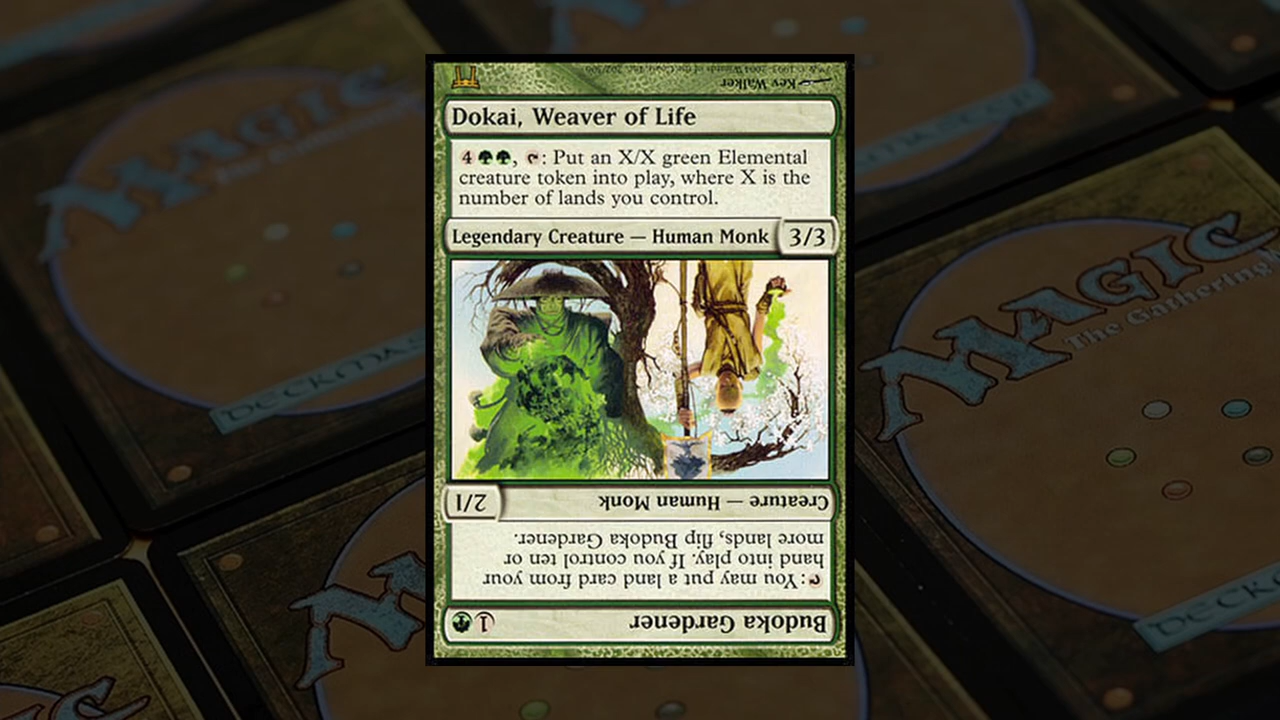 Kev Walker
Dokai, Weaver of Life
4, : Put an X/X green Elemental
creature token into play, where X is the
number of lands you control.
Legendary Creature — Human Monk 3/3
Budoka Gardener 1
: You may put a land card from your
hand into play. If you control ten or
more lands, flip Budoka Gardener.
Creature — Human Monk 2/1
MAGIC
DECKMASTER
MAGIC
The Gathering
DECKMASTER